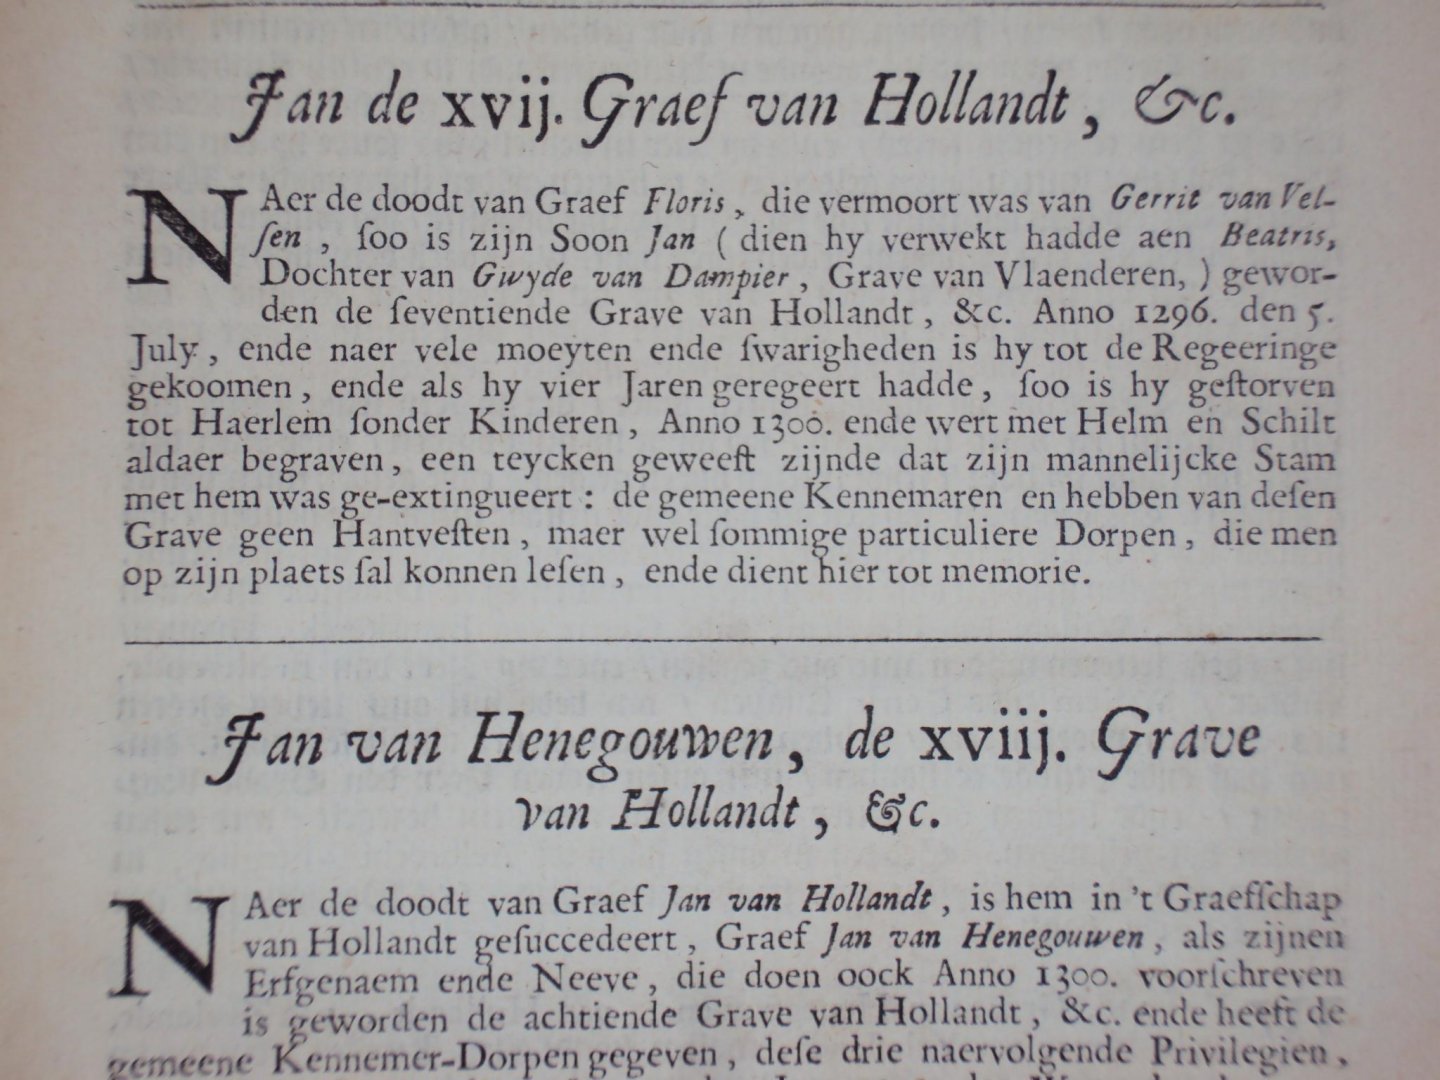 Jan de xvij. Graef van Hollandt, &c.
NAer de doodt van Graef Floris, die vermoort was van Gerrit van Vel-
ſen, ſoo is zijn Soon Jan (dien hy verwekt hadde aen Beatris,
Dochter van Gwyde van Dampier, Grave van Vlaenderen,) gewor-
den de ſeventiende Grave van Hollandt, &c. Anno 1296. den 5.
July, ende naer vele moeyten ende ſwarigheden is hy tot de Regeeringe
gekoomen, ende als hy vier Jaren geregeert hadde, ſoo is hy geſtorven
tot Haerlem ſonder Kinderen, Anno 1300. ende wert met Helm en Schilt
aldaer begraven, een teycken geweeſt zijnde dat zijn mannelijcke Stam
met hem was ge-extingueert: de gemeene Kennemaren en hebben van deſen
Grave geen Hantveſten, maer wel ſommige particuliere Dorpen, die men
op zijn plaets ſal konnen leſen, ende dient hier tot memorie.
Jan van Henegouwen, de xviij. Grave
van Hollandt, &c.
NAer de doodt van Graef Jan van Hollandt, is hem in 't Graefſchap
van Hollandt geſuccedeert, Graef Jan van Henegouwen, als zijnen
Erfgenaem ende Neeve, die doen oock Anno 1300. voorſchreven
is geworden de achtiende Grave van Hollandt, &c. ende heeft de
gemeene Kennemer-Dorpen gegeven, deſe drie naervolgende Privilegien,